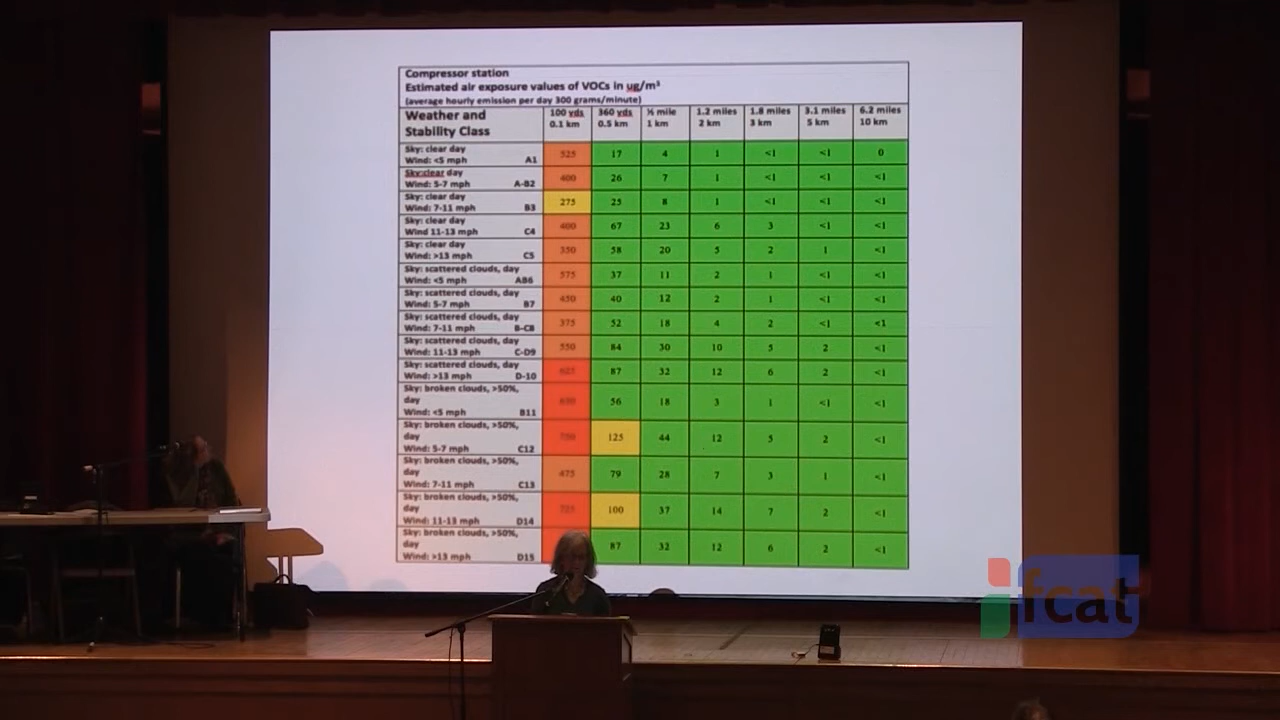 Compressor station
Estimated air exposure values of VOCs in ug/m³
(average hourly emission per day 300 grams/minute)
Weather and Stability Class 100 yds 0.1 km 360 yds 0.5 km ½ mile 1 km 1.2 miles 2 km 1.8 miles 3 km 3.1 miles 5 km 6.2 miles 10 km
Sky: clear day
Wind: <5 mph A1 525 17 4 1 <1 <1 0
Sky:clear day
Wind: 5-7 mph A-B2 400 26 7 1 <1 <1 <1
Sky: clear day
Wind: 7-11 mph B3 275 25 8 1 <1 <1 <1
Sky: clear day
Wind 11-13 mph C4 400 67 23 6 3 <1 <1
Sky: clear day
Wind: >13 mph C5 350 58 20 5 2 1 <1
Sky: scattered clouds, day
Wind: <5 mph AB6 575 37 11 2 1 <1 <1
Sky: scattered clouds, day
Wind: 5-7 mph B7 450 40 12 2 1 <1 <1
Sky: scattered clouds, day
Wind: 7-11 mph B-C8 375 52 18 4 2 <1 <1
Sky: scattered clouds, day
Wind: 11-13 mph C-D9 550 84 30 10 5 2 <1
Sky: scattered clouds, day
Wind: >13 mph D-10 87 32 12 6 2 <1
Sky: broken clouds, >50%,
day
Wind: <5 mph B11 56 18 3 1 <1 <1
Sky: broken clouds, >50%,
day
Wind: 5-7 mph C12 125 44 12 5 2 <1
Sky: broken clouds, >50%,
day
Wind: 7-11 mph C13 475 79 28 7 3 1 <1
Sky: broken clouds, >50%,
day
Wind: 11-13 mph D14 100 37 14 7 2 <1
Sky: broken clouds, >50%,
day
Wind: >13 mph D15 87 32 12 6 2 <1
fcat